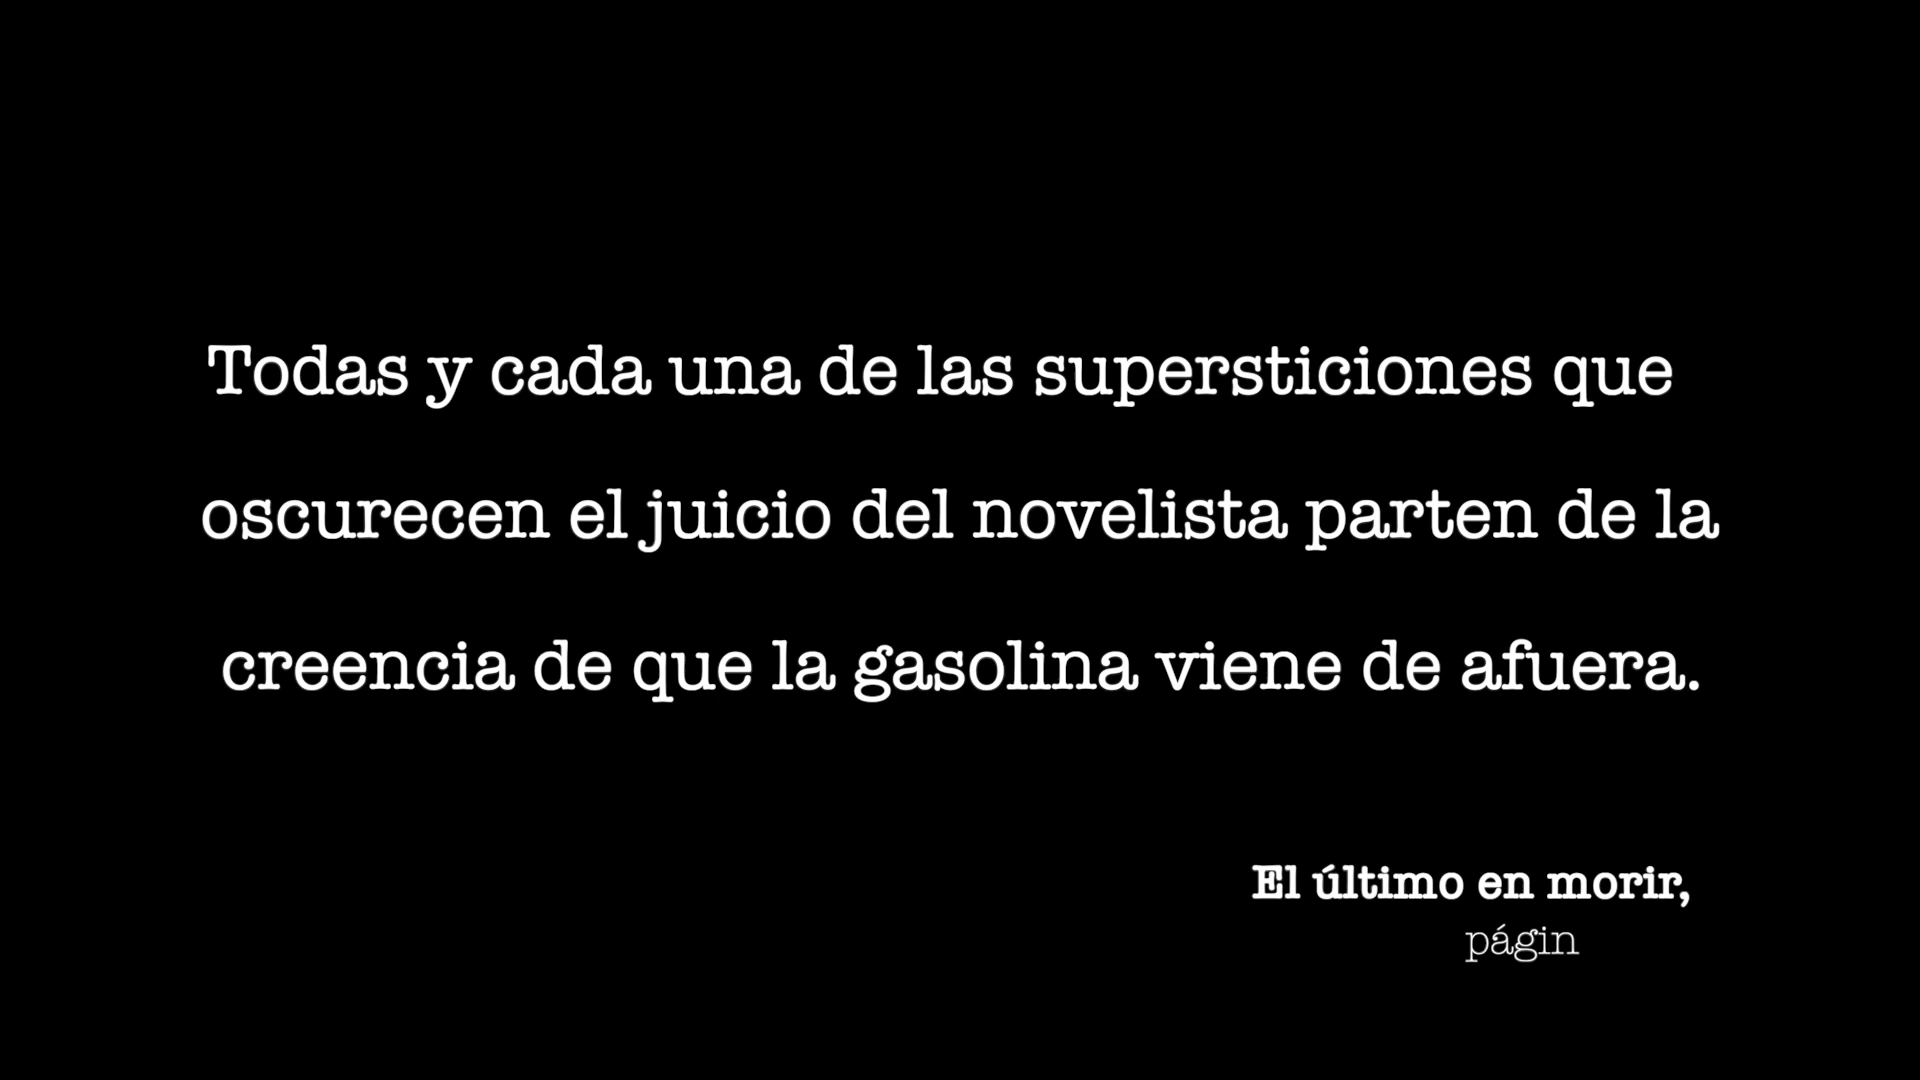 Todas y cada una de las supersticiones que
oscurecen el juicio del novelista parten de la
creencia de que la gasolina viene de afuera.
El último en morir,
págin